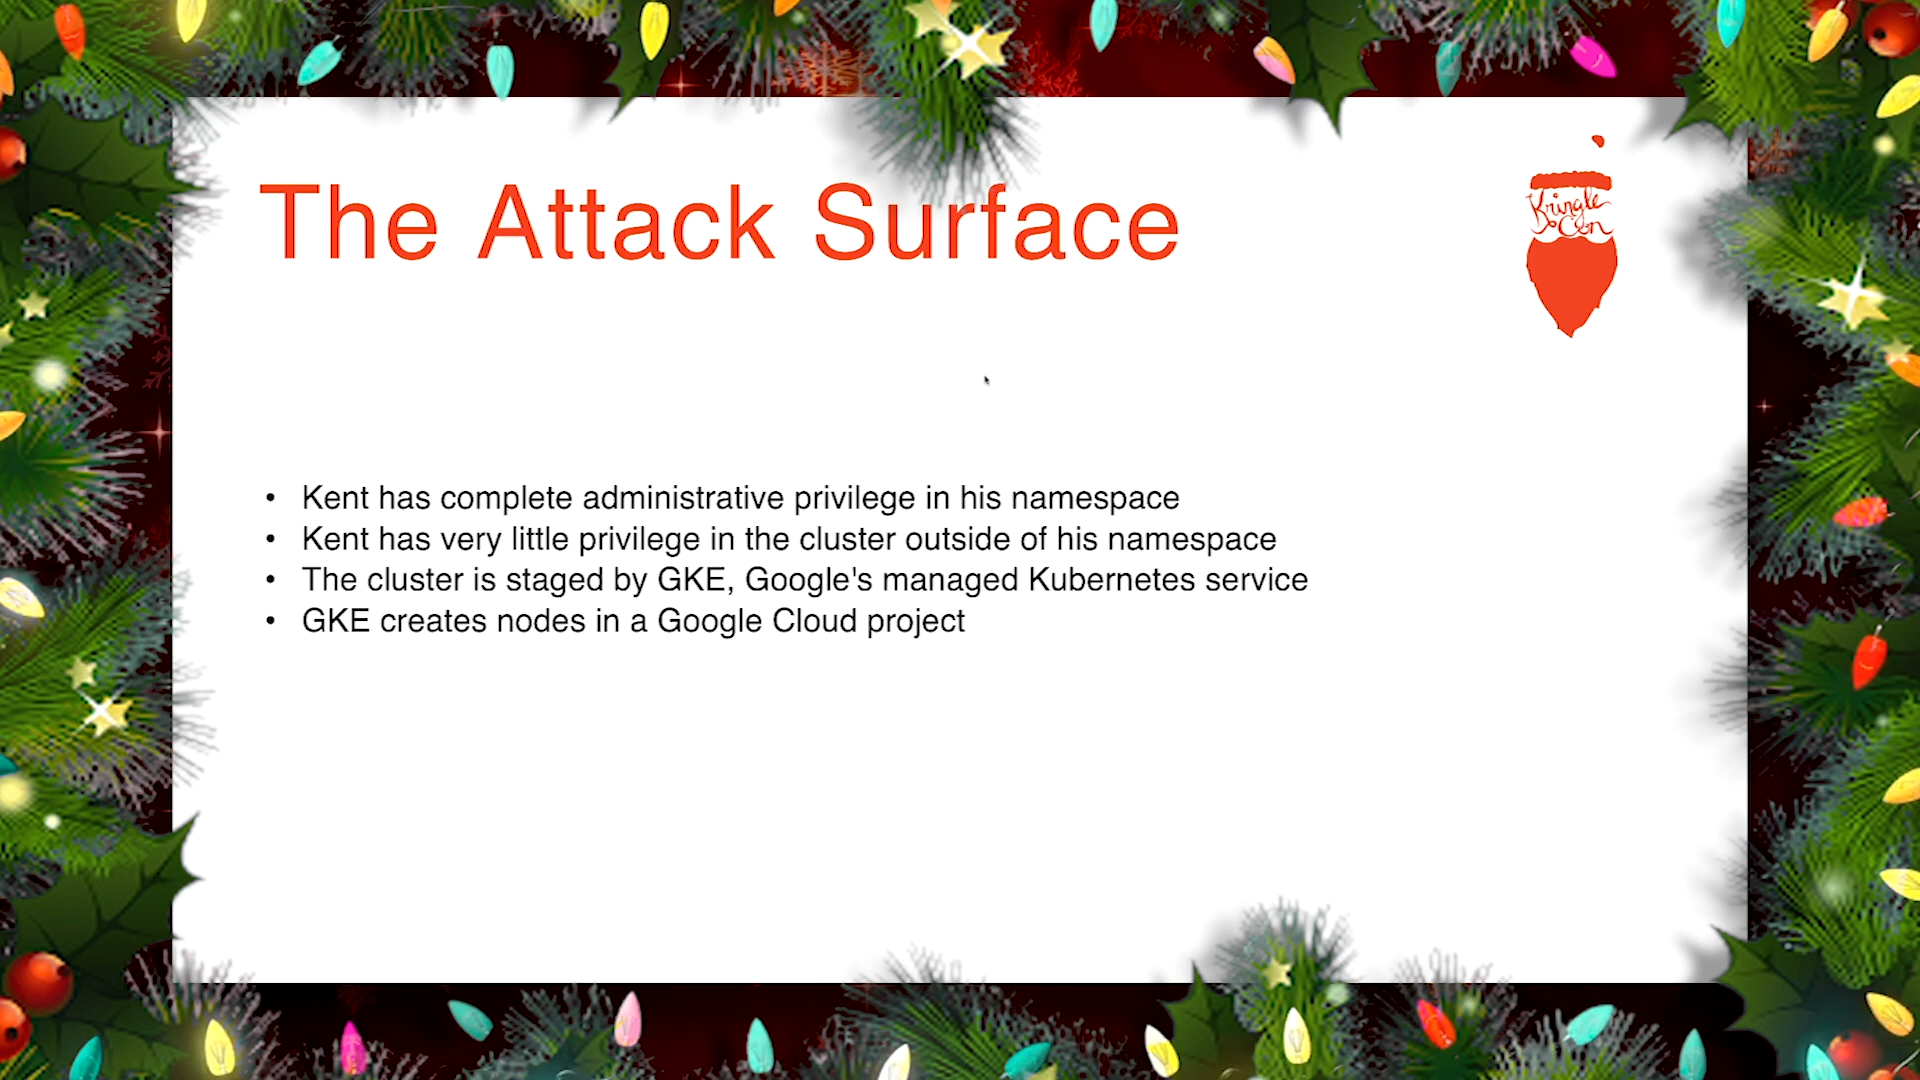 The Attack Surface
Kringle
Con
• Kent has complete administrative privilege in his namespace
• Kent has very little privilege in the cluster outside of his namespace
• The cluster is staged by GKE, Google's managed Kubernetes service
• GKE creates nodes in a Google Cloud project